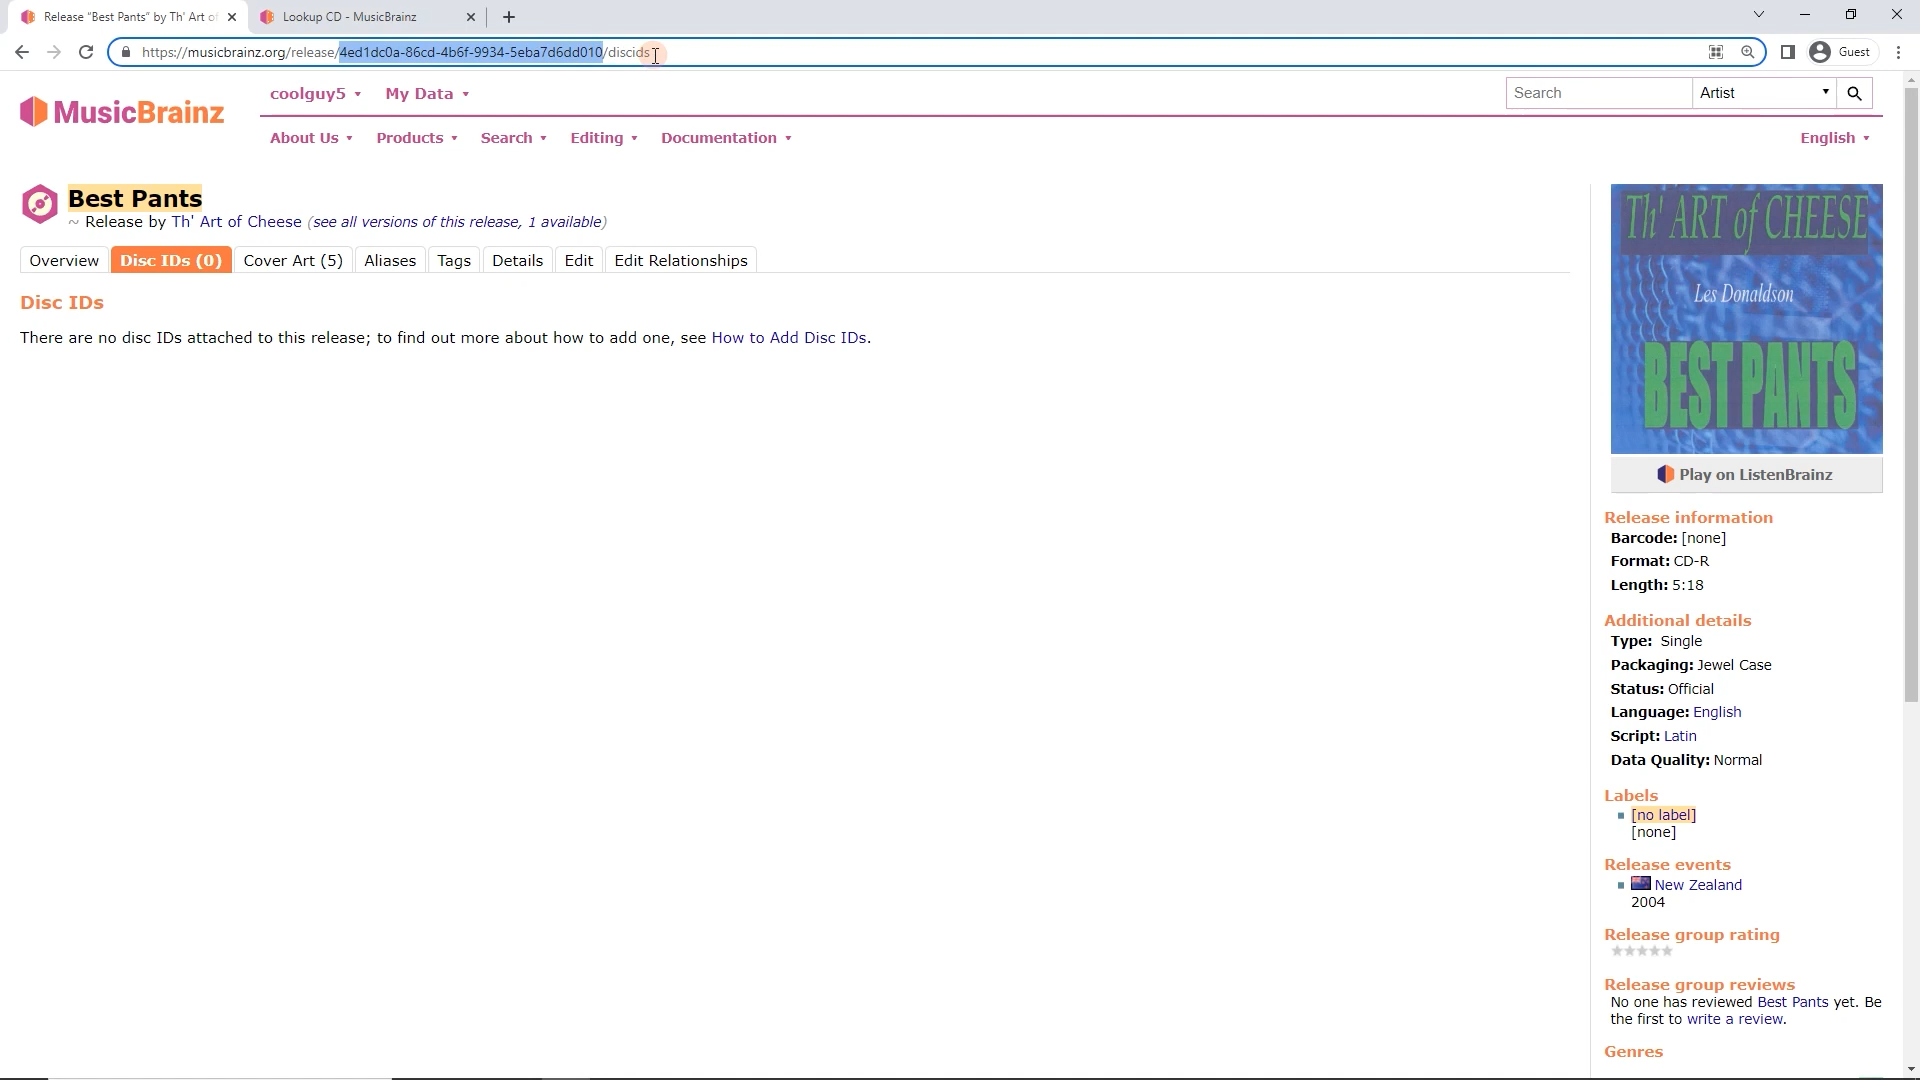 Release "Best Pants" by Th' Art of
Lookup CD - MusicBrainz
https://musicbrainz.org/release/4ed1dc0a-86cd-4b6f-9934-5eba7d6dd010/discids
Guest
MusicBrainz
coolguy5 My Data
Search Artist
About Us Products Search Editing Documentation
English
Best Pants
~ Release by Th' Art of Cheese (see all versions of this release, 1 available)
Overview Disc IDs (0) Cover Art (5) Aliases Tags Details Edit Edit Relationships
Disc IDs
There are no disc IDs attached to this release; to find out more about how to add one, see How to Add Disc IDs.
Th' ART of CHEESE
Les Donaldson
BEST PANTS
Play on ListenBrainz
Release information
Barcode: [none]
Format: CD-R
Length: 5:18
Additional details
Type: Single
Packaging: Jewel Case
Status: Official
Language: English
Script: Latin
Data Quality: Normal
Labels
[no label]
[none]
Release events
New Zealand
2004
Release group rating
Release group reviews
No one has reviewed Best Pants yet. Be
the first to write a review.
Genres